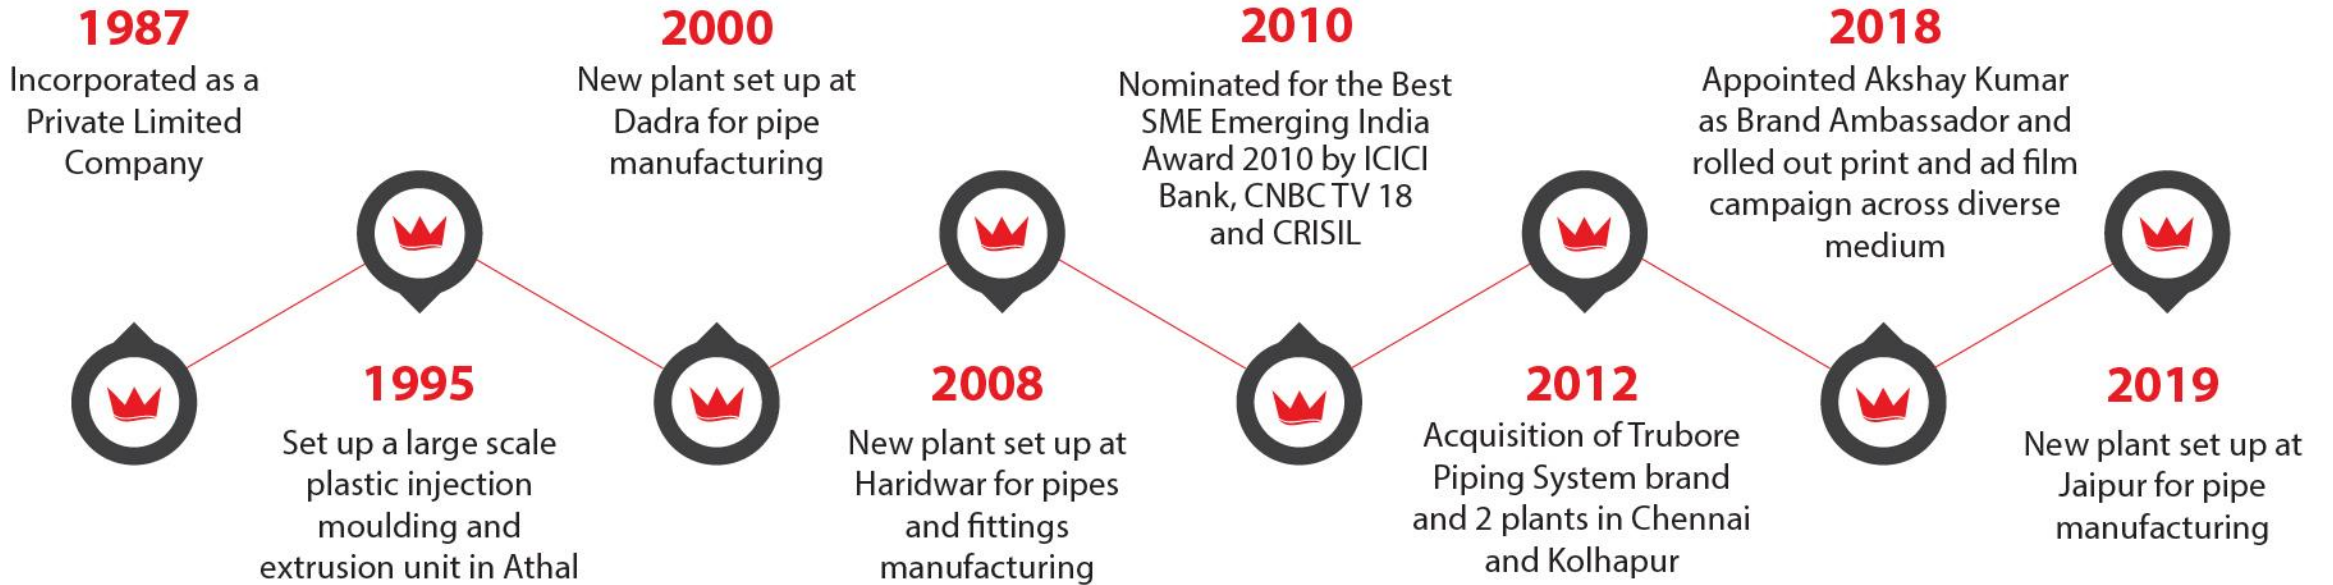 1987
Incorporated as a
Private Limited
Company
1995
Set up a large scale
plastic injection
moulding and
extrusion unit in Athal
2000
New plant set up at
Dadra for pipe
manufacturing
2008
New plant set up at
Haridwar for pipes
and fittings
manufacturing
2010
Nominated for the Best
SME Emerging India
Award 2010 by ICICI
Bank, CNBC TV 18
and CRISIL
2012
Acquisition of Trubore
Piping System brand
and 2 plants in Chennai
and Kolhapur
2018
Appointed Akshay Kumar
as Brand Ambassador and
rolled out print and ad film
campaign across diverse
medium
2019
New plant set up at
Jaipur for pipe
manufacturing